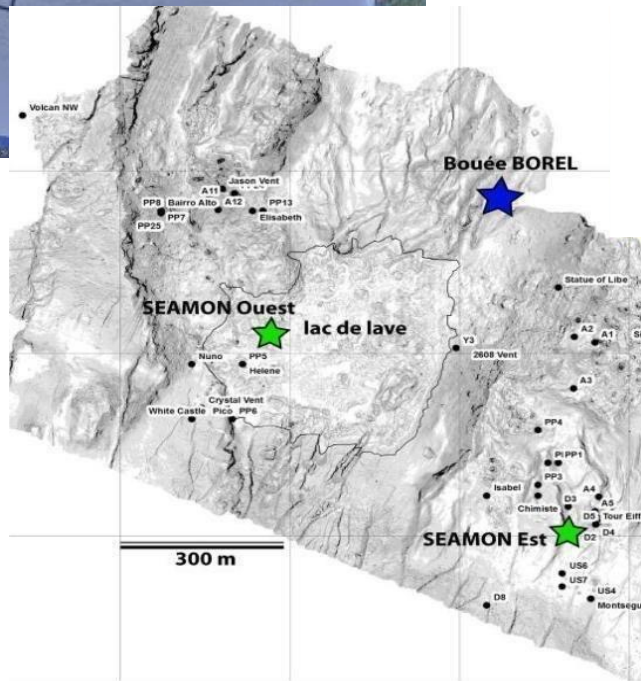 Volcan NW
Bouée BOREL
Jason Vent
A11
PP8
Bairro Alto
A12
PP13
PP7
Elisabeth
PP25
Statue of Libe
SEAMON Ouest
lac de lave
A2
A1
Y3
2608 Vent
Nuno
PP5
Helene
A3
Crystal Vent
White Castle
Pico
PP6
PP4
PP1
PP3
Isabel
A4
A5
D3
Chimiste
D5
Tour Eiff
SEAMON Est
D2
D4
300 m
US6
US7
D8
US4
Montsegu